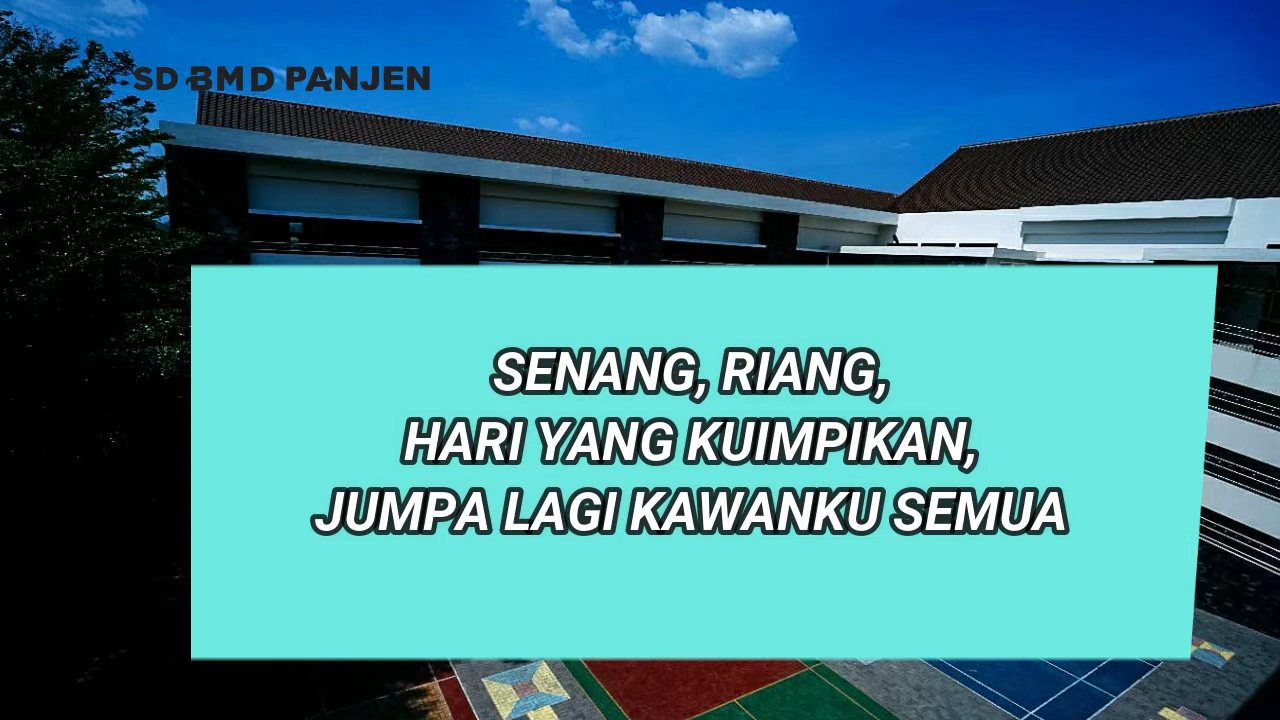 SD BMD PANJEN
SENANG, RIANG,
HARI YANG KUIMPIKAN,
JUMPA LAGI KAWANKU SEMUA